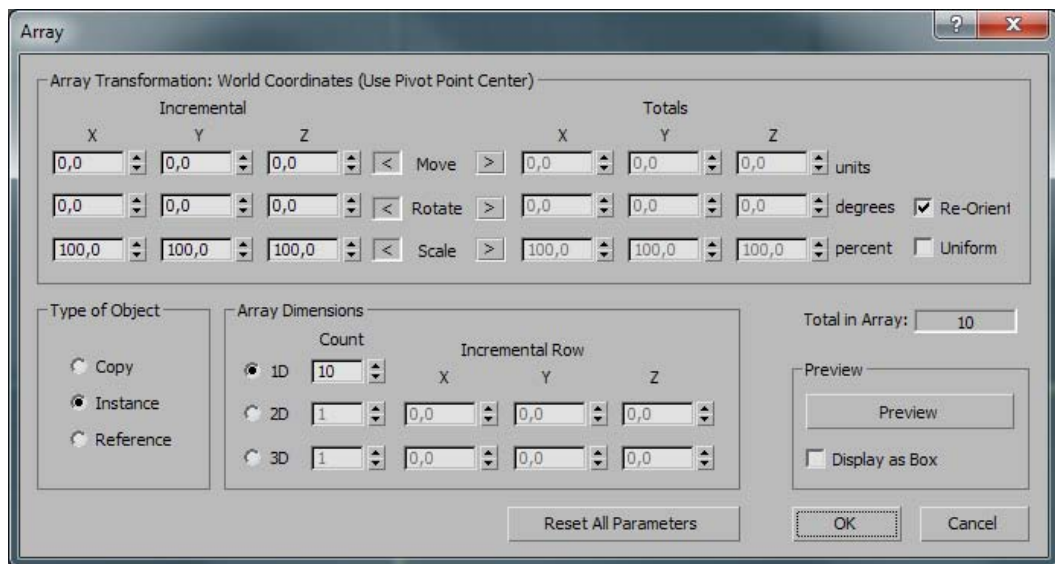 Array
Array Transformation: World Coordinates (Use Pivot Point Center)
Incremental Totals
X Y Z X Y Z
0,0 0,0 0,0 < Move > 0,0 0,0 0,0 units
0,0 0,0 0,0 < Rotate > 0,0 0,0 0,0 degrees Re-Orient
100,0 100,0 100,0 < Scale > 100,0 100,0 100,0 percent Uniform
Type of Object
Copy
Instance
Reference
Array Dimensions
Count
Incremental Row
1D 10 X Y Z
2D 1 0,0 0,0 0,0
3D 1 0,0 0,0 0,0
Total in Array: 10
Preview
Preview
Display as Box
Reset All Parameters OK Cancel